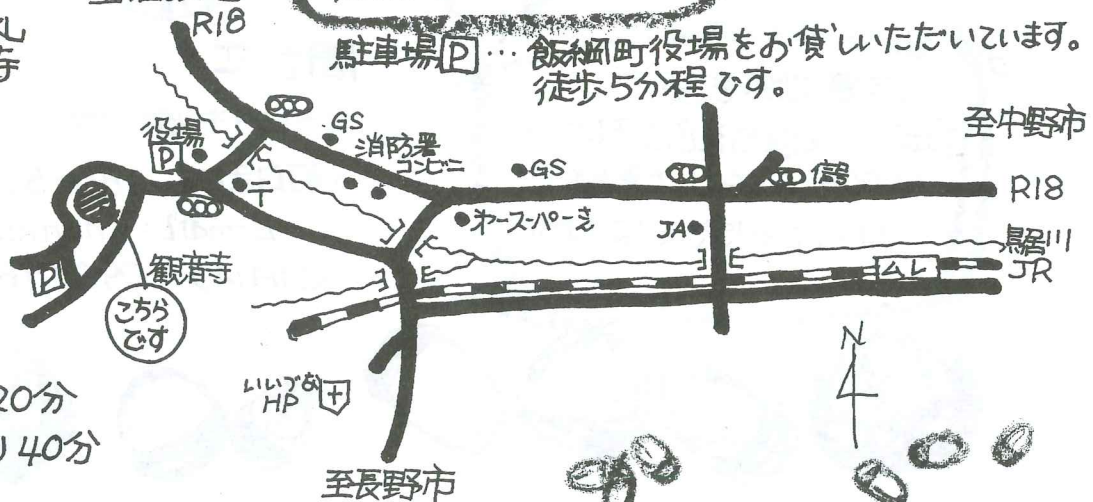 R18
駐車場P… 飯綱町役場をお貸しいただいています。
徒歩5分程です。
GS
消防署
コンビニ
役場
P
〒
GS
信号
至中野市
R18
スーパー
JA
鳥居川
JR
ムレ
観音寺
P
こちら
です
いいづな
HP
N
20分
40分
至長野市